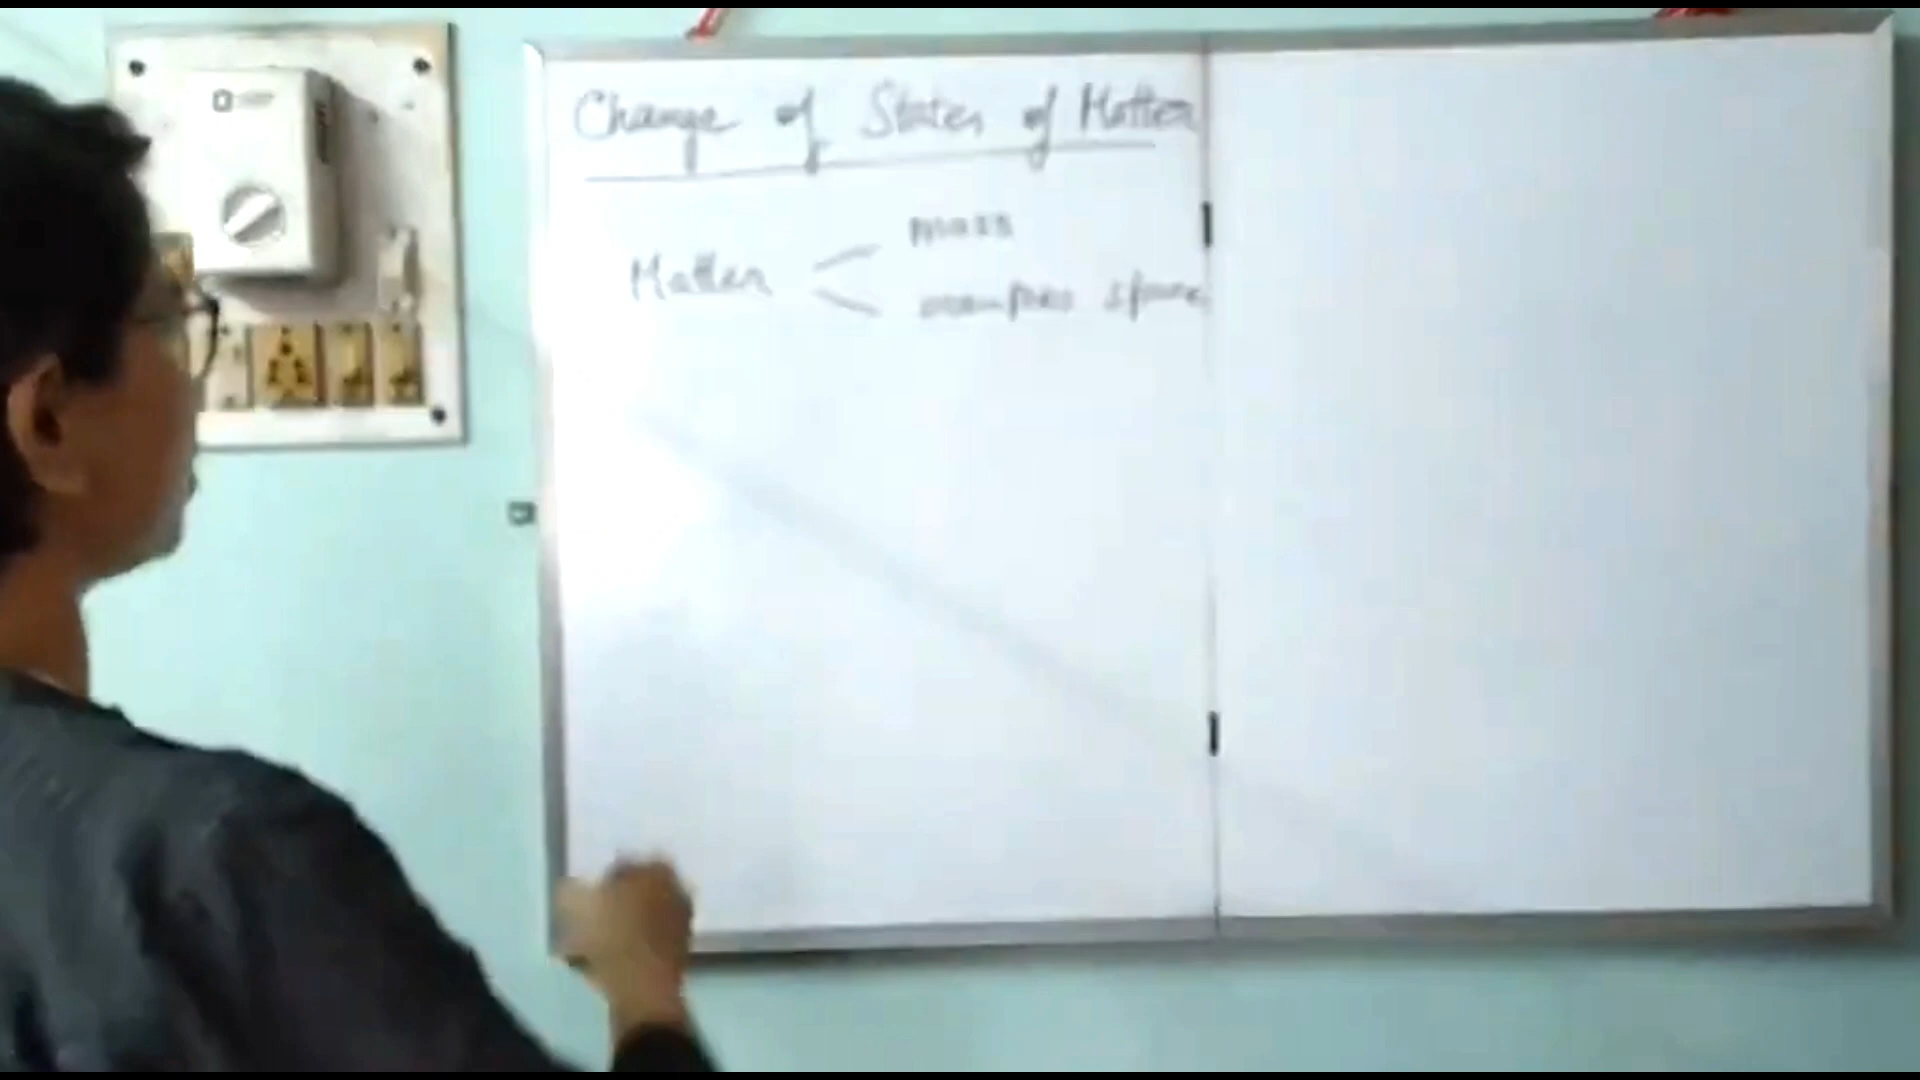 Change of States of Matter
mass
Matter
occupies space